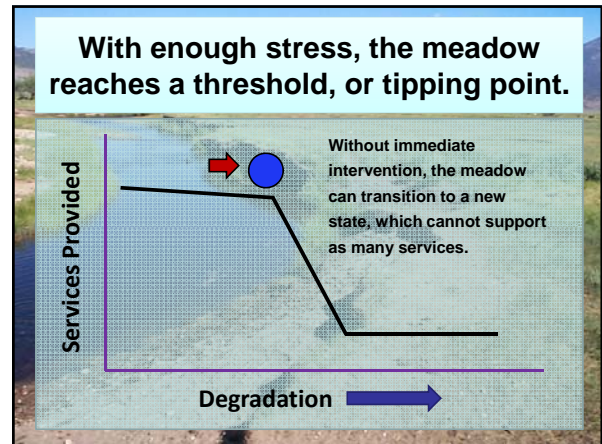 With enough stress, the meadow
reaches a threshold, or tipping point.
Without immediate
intervention, the meadow
can transition to a new
state, which cannot support
as many services.
Services Provided
Degradation